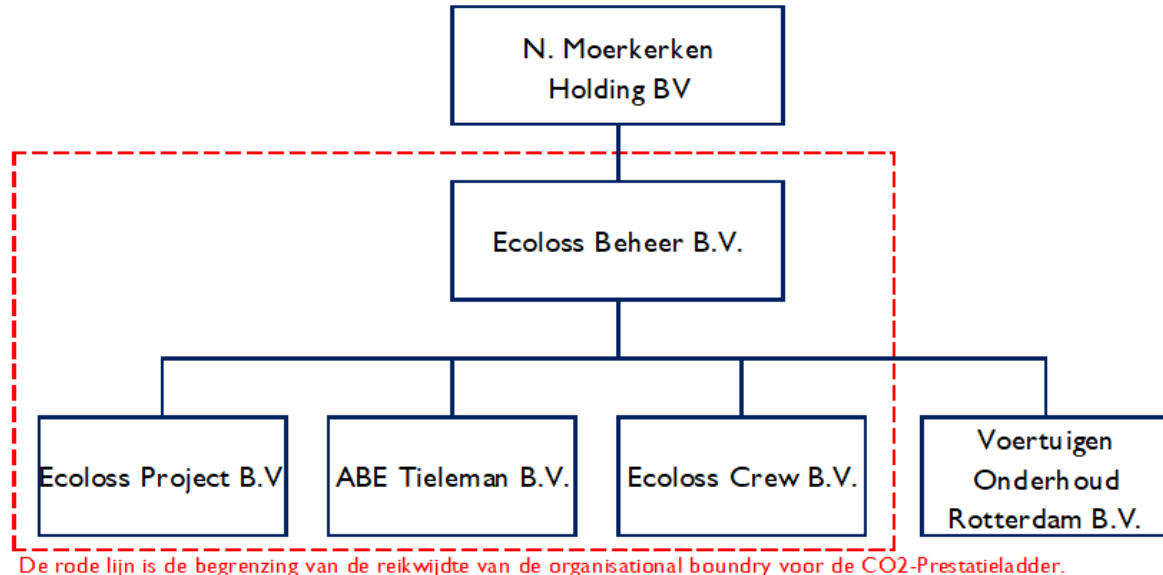 N. Moerkerken
Holding BV
Ecoloss Beheer B.V.
Ecoloss Project B.V
ABE Tieleman B.V.
Ecoloss Crew B.V.
Voertuigen
Onderhoud
Rotterdam B.V.
De rode lijn is de begrenzing van de reikwijdte van de organisational boundry voor de CO2-Prestatieladder.